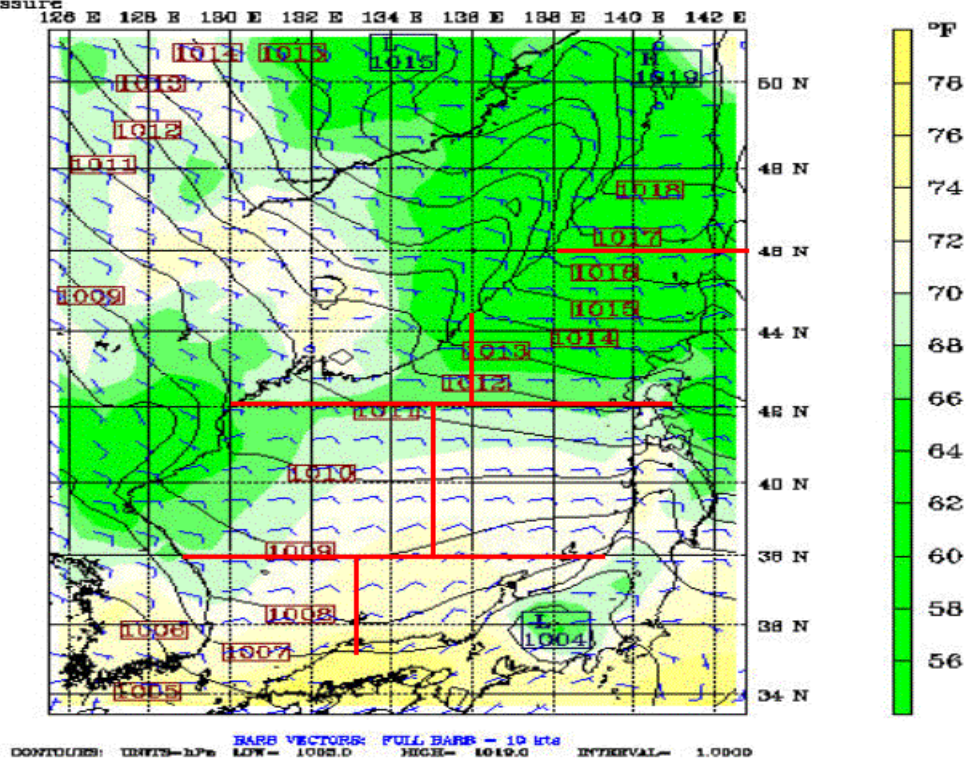 ssure
126 E 128 E 130 E 132 E 134 E 136 E 138 E 140 E 142 E
°F
1014 1013 L H
1015
1019
1013 50 N 78
1012 76
1011 48 N
1018 74
1017
46 N 72
1016
1009 70
1015
44 N 1014
1013 68
1012
1011 42 N 66
1010 64
40 N
62
1009 38 N 60
1008 58
1006 L 36 N
1004
1007 56
1005 34 N
BARB VECTORS: FULL BARB = 10 kts
CONTOURS: UNITS=hPa LOW= 1005.0 HIGH= 1019.0 INTERVAL= 1.0000